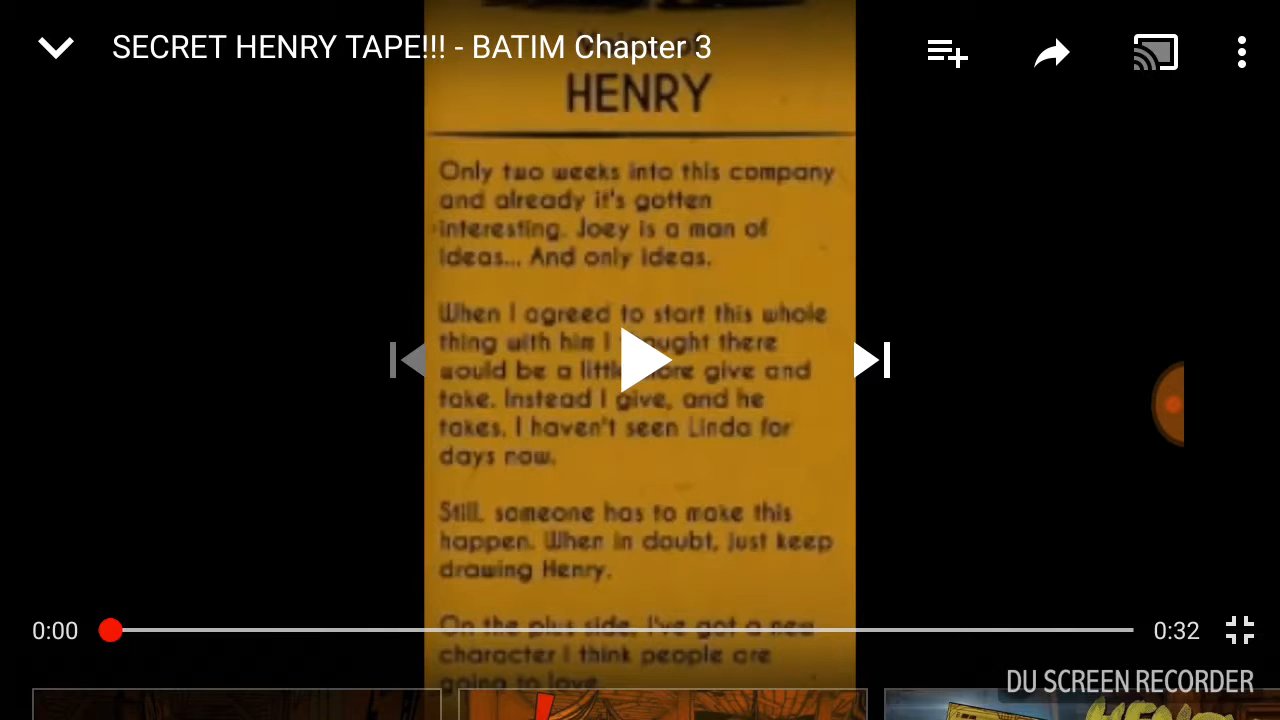 SECRET HENRY TAPE!!! - BATIM Chapter 3
HENRY
Only two weeks into this company
and already it's gotten
interesting. Joey is a man of
ideas... And only ideas.
When I agreed to start this whole
thing with him I thought there
would be a little more give and
take. Instead I give, and he
takes. I haven't seen Linda for
days now.
Still, someone has to make this
happen. When in doubt, just keep
drawing Henry.
On the plus side, I've got a new
character I think people are
going to love.
0:00
0:32
DU SCREEN RECORDER